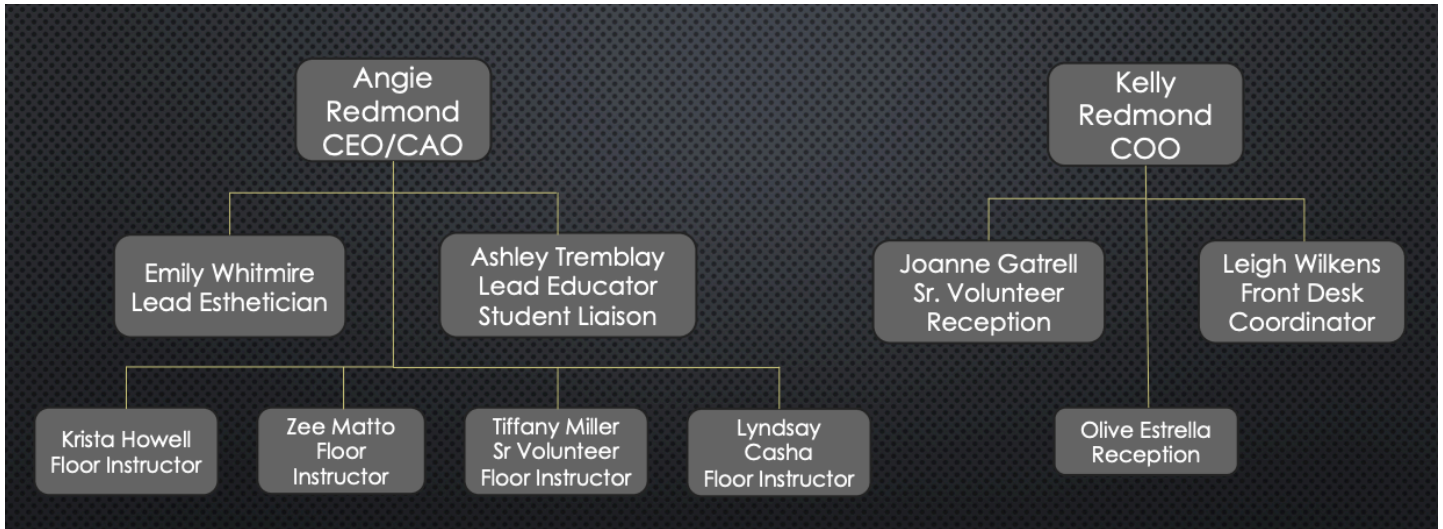 Angie
Redmond
CEO/CAO
Kelly
Redmond
COO
Emily Whitmire
Lead Esthetician
Ashley Tremblay
Lead Educator
Student Liaison
Joanne Gatrell
Sr. Volunteer
Reception
Leigh Wilkens
Front Desk
Coordinator
Krista Howell
Floor Instructor
Zee Matto
Floor
Instructor
Tiffany Miller
Sr Volunteer
Floor Instructor
Lyndsay
Casha
Floor Instructor
Olive Estrella
Reception